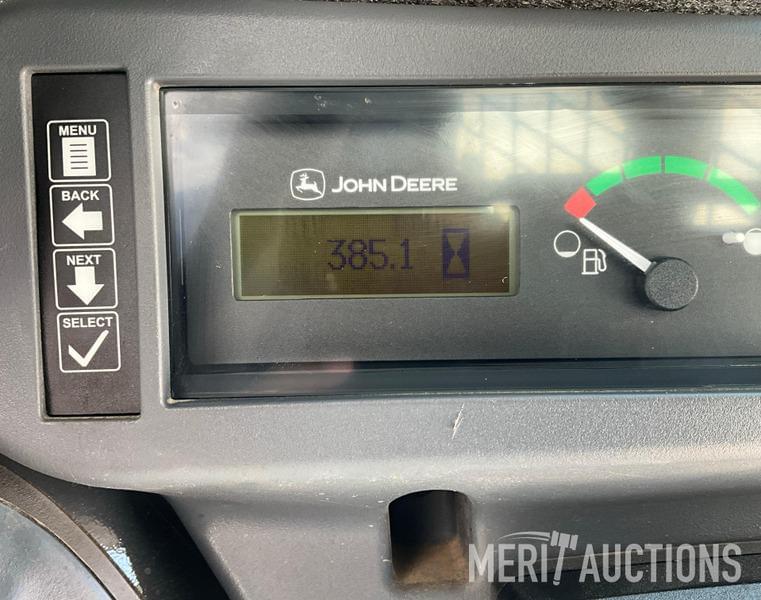 MENU
BACK
NEXT
SELECT
JOHN DEERE
385.1
MERIT AUCTIONS